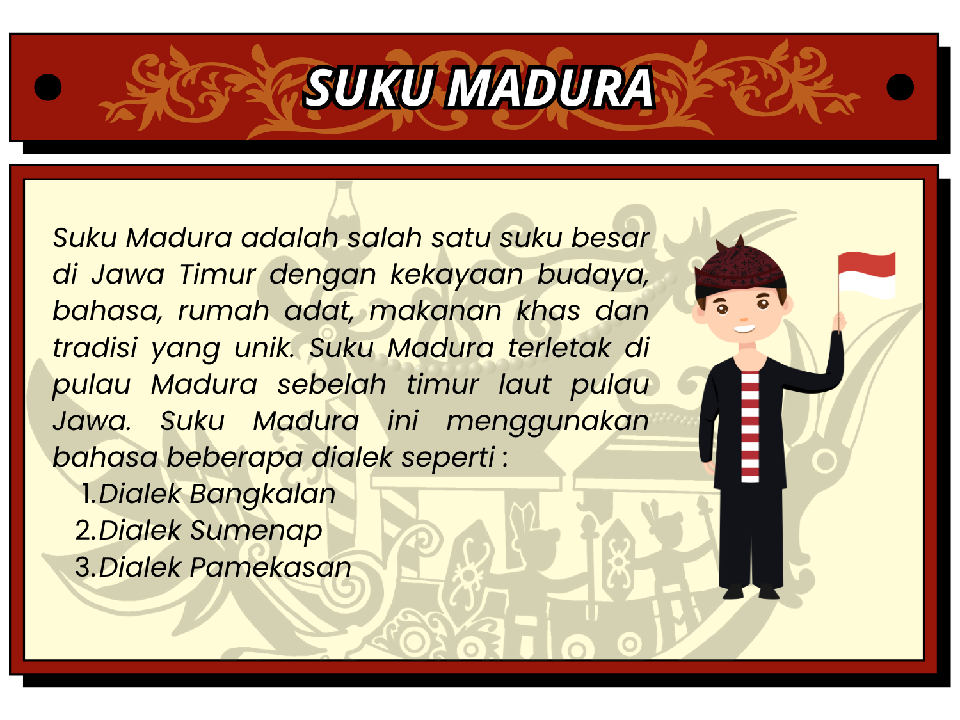 SUKU MADURA
Suku Madura adalah salah satu suku besar
di Jawa Timur dengan kekayaan budaya,
bahasa, rumah adat, makanan khas dan
tradisi yang unik. Suku Madura terletak di
pulau Madura sebelah timur laut pulau
Jawa. Suku Madura ini menggunakan
bahasa beberapa dialek seperti :
1. Dialek Bangkalan
2. Dialek Sumenap
3. Dialek Pamekasan